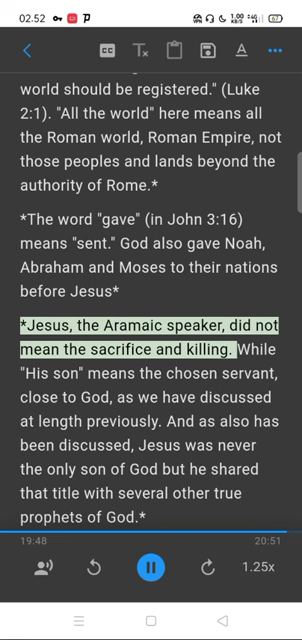 02.52
1,00 KB/S
4G
67
CC
world should be registered." (Luke
2:1). "All the world" here means all
the Roman world, Roman Empire, not
those peoples and lands beyond the
authority of Rome.*
*The word "gave" (in John 3:16)
means "sent." God also gave Noah,
Abraham and Moses to their nations
before Jesus*
*Jesus, the Aramaic speaker, did not
mean the sacrifice and killing. While
"His son" means the chosen servant,
close to God, as we have discussed
at length previously. And as also has
been discussed, Jesus was never
the only son of God but he shared
that title with several other true
prophets of God.*
19:48
20:51
1.25x